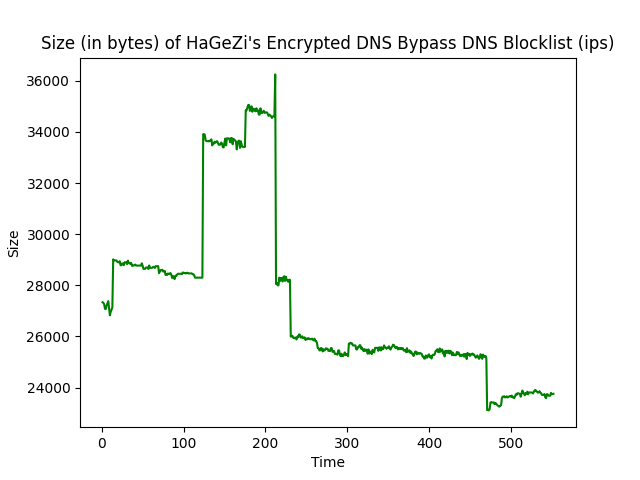 Size (in bytes) of HaGeZi's Encrypted DNS Bypass DNS Blocklist (ips)
36000
34000
32000
30000
28000
26000
24000
Size
0 100 200 300 400 500
Time